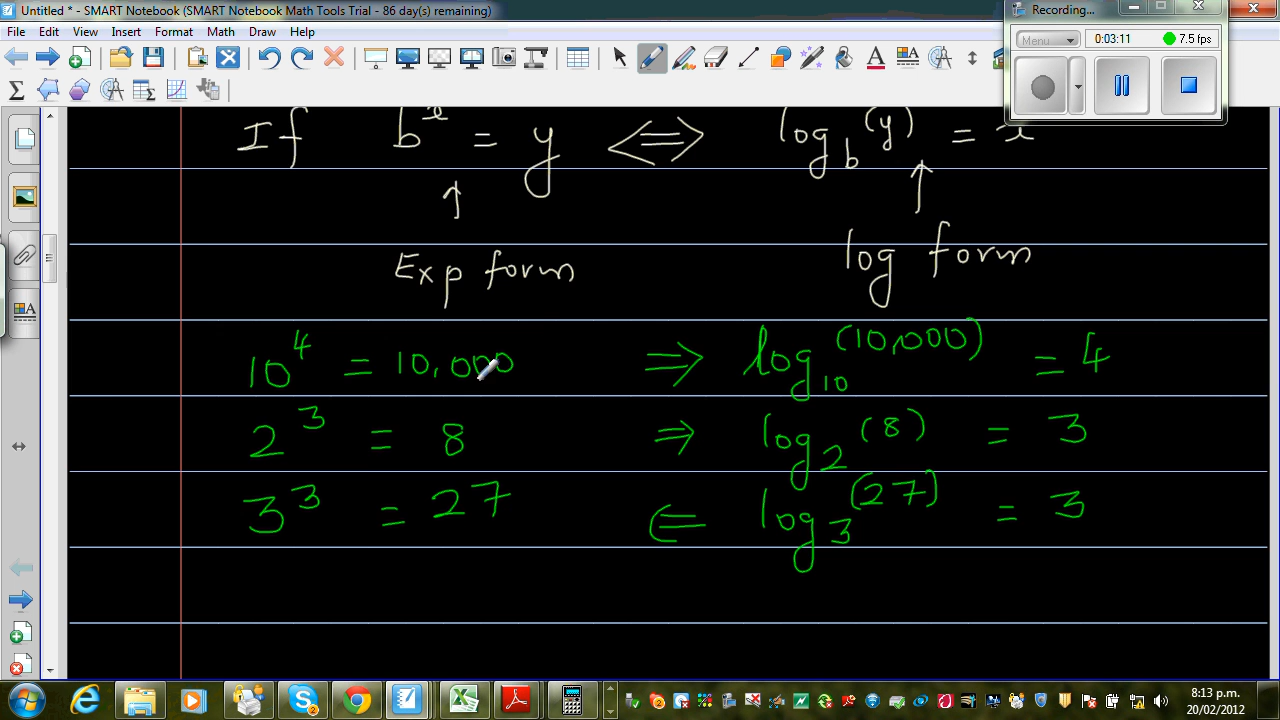 Untitled * - SMART Notebook (SMART Notebook Math Tools Trial - 86 day(s) remaining)
Recording...
File Edit View Insert Format Math Draw Help
Menu 0:03:11 7.5 fps
If b^x = y ⇔ log_b (y) = x
↑ ↑
Exp form log form
10^4 = 10,000 ⇒ log_10 (10,000) = 4
2^3 = 8 ⇒ log_2 (8) = 3
3^3 = 27 ⇐ log_3 (27) = 3
8:13 p.m.
20/02/2012